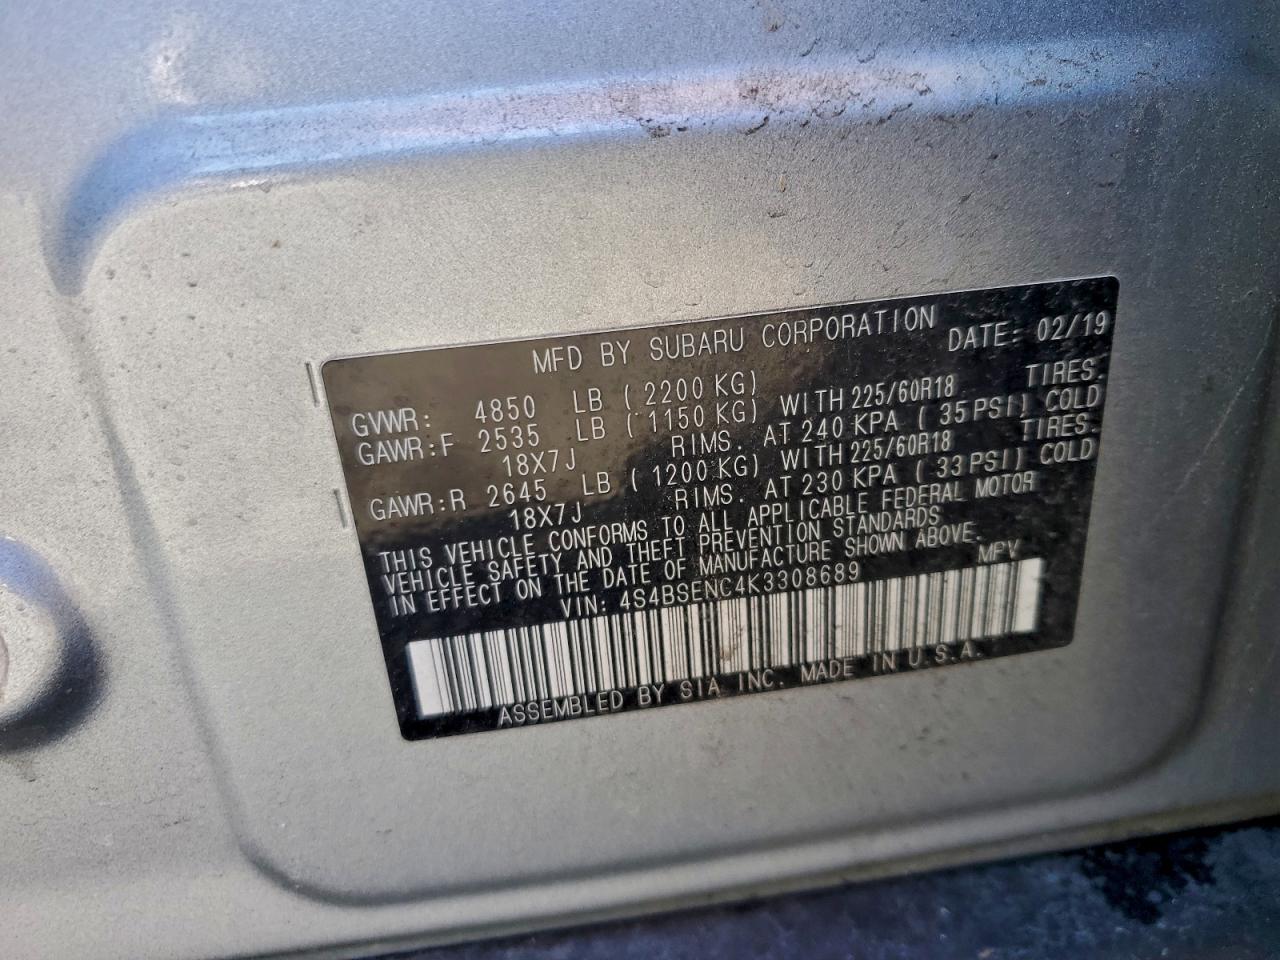 MFD BY SUBARU CORPORATION DATE: 02/19
GVWR: 4850 LB ( 2200 KG)
GAWR:F 2535 LB ( 1150 KG) WITH 225/60R18 TIRES.
18X7J RIMS. AT 240 KPA ( 35 PSI) COLD
GAWR:R 2645 LB ( 1200 KG) WITH 225/60R18 TIRES.
18X7J RIMS. AT 230 KPA ( 33 PSI) COLD
THIS VEHICLE CONFORMS TO ALL APPLICABLE FEDERAL MOTOR
VEHICLE SAFETY AND THEFT PREVENTION STANDARDS
IN EFFECT ON THE DATE OF MANUFACTURE SHOWN ABOVE.
VIN: 4S4BSENC4K3308689 MPV
ASSEMBLED BY SIA INC. MADE IN U.S.A.